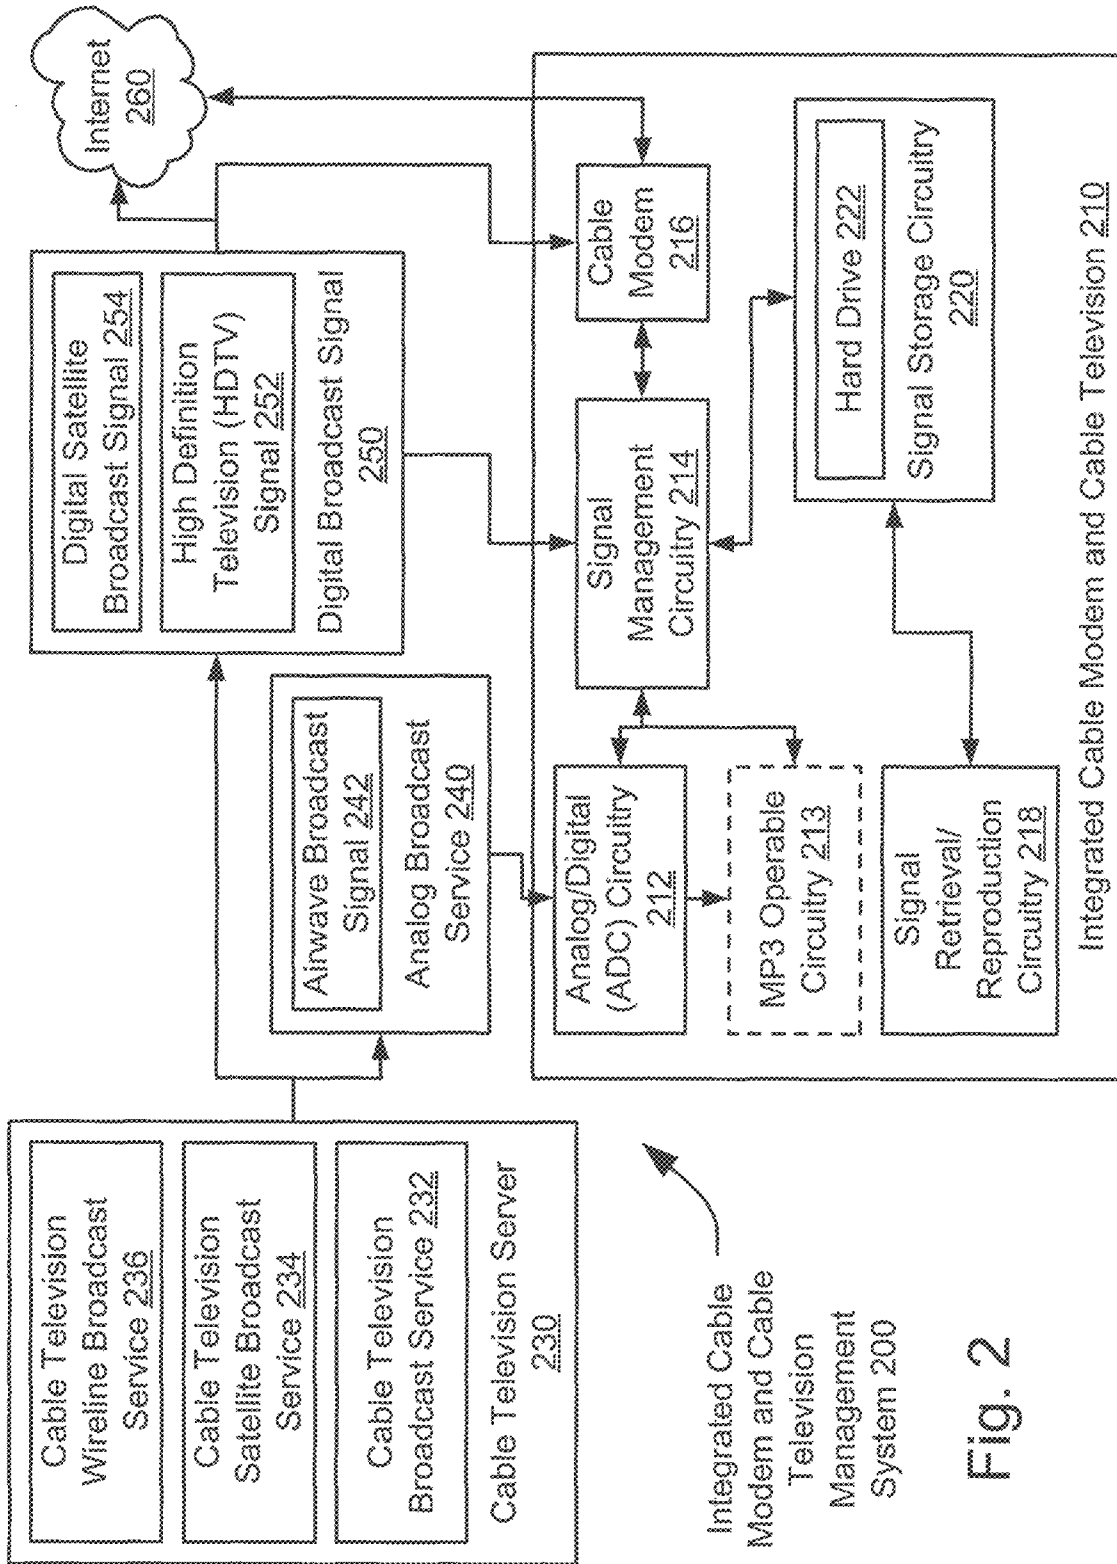 Cable Television
Wireline Broadcast
Service 236
Cable Television
Satellite Broadcast
Service 234
Cable Television
Broadcast Service 232
Cable Television Server
230
Airwave Broadcast
Signal 242
Analog Broadcast
Service 240
Digital Satellite
Broadcast Signal 254
High Definition
Television (HDTV)
Signal 252
Digital Broadcast Signal
250
Internet
260
Analog/Digital
(ADC) Circuitry
212
MP3 Operable
Circuitry 213
Signal
Retrieval/
Reproduction
Circuitry 218
Signal
Management
Circuitry 214
Cable
Modem
216
Hard Drive 222
Signal Storage Circuitry
220
Integrated Cable Modem and Cable Television 210
Integrated Cable
Modem and Cable
Television
Management
System 200
Fig. 2